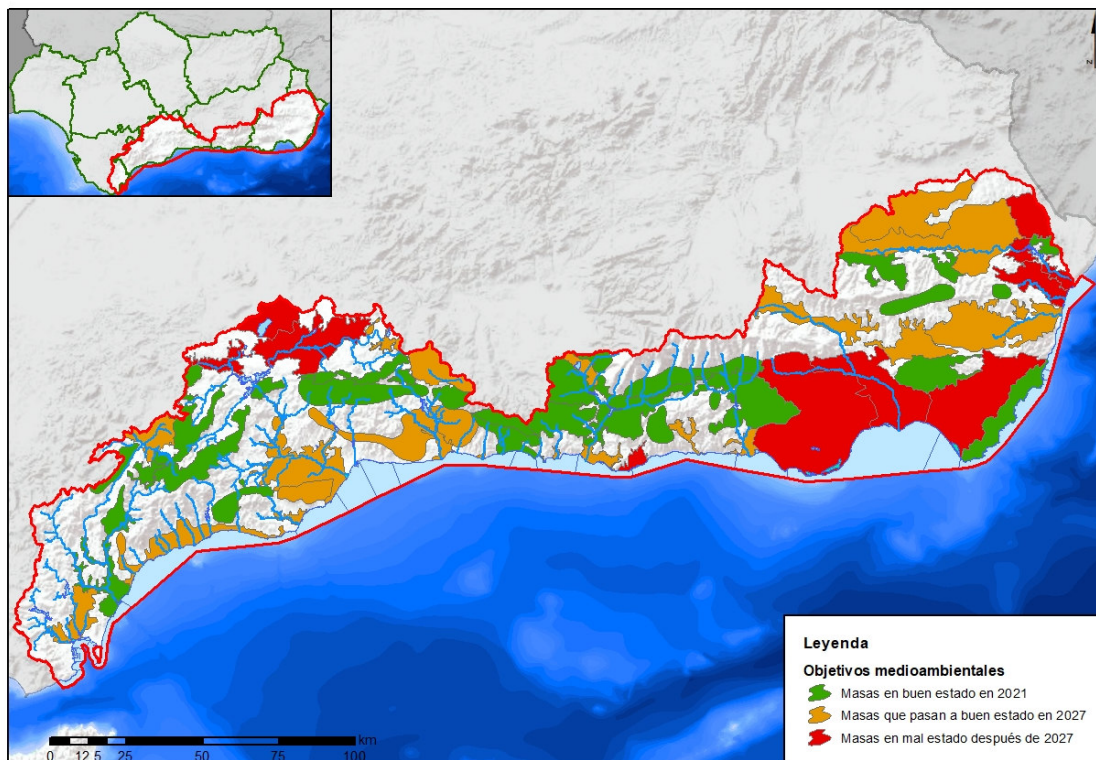 N
Leyenda
Objetivos medioambientales
Masas en buen estado en 2021
Masas que pasan a buen estado en 2027
Masas en mal estado después de 2027
km
0 12,5 25 50 75 100